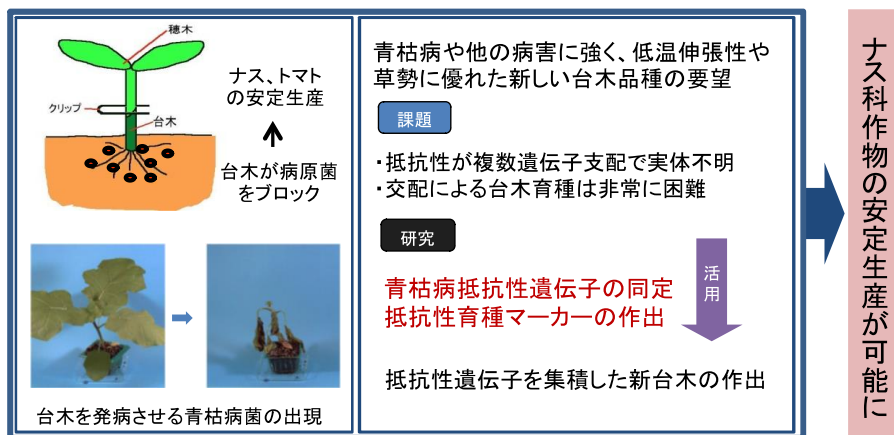 穂木
クリップ
台木
ナス、トマト
の安定生産
台木が病原菌
をブロック
台木を発病させる青枯病菌の出現
青枯病や他の病害に強く、低温伸張性や
草勢に優れた新しい台木品種の要望
課題
・抵抗性が複数遺伝子支配で実体不明
・交配による台木育種は非常に困難
研究
青枯病抵抗性遺伝子の同定
抵抗性育種マーカーの作出
活用
抵抗性遺伝子を集積した新台木の作出
ナス科作物の安定生産が可能に